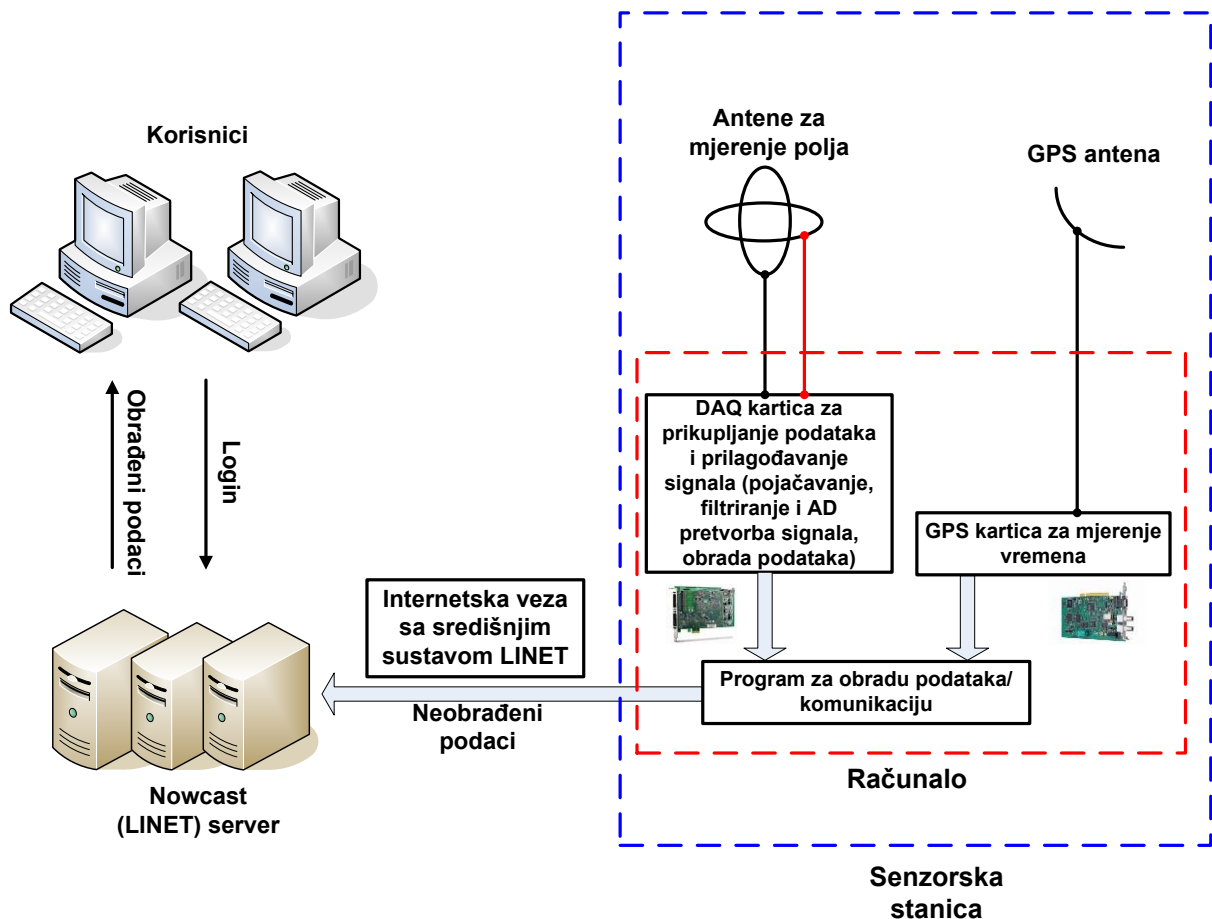 Korisnici
Obrađeni podaci
Login
Nowcast
(LINET) server
Internetska veza
sa središnjim
sustavom LINET
Neobrađeni
podaci
Antene za
mjerenje polja
GPS antena
DAQ kartica za
prikupljanje podataka
i prilagođavanje
signala (pojačavanje,
filtriranje i AD
pretvorba signala,
obrada podataka)
GPS kartica za mjerenje
vremena
Program za obradu podataka/
komunikaciju
Računalo
Senzorska
stanica